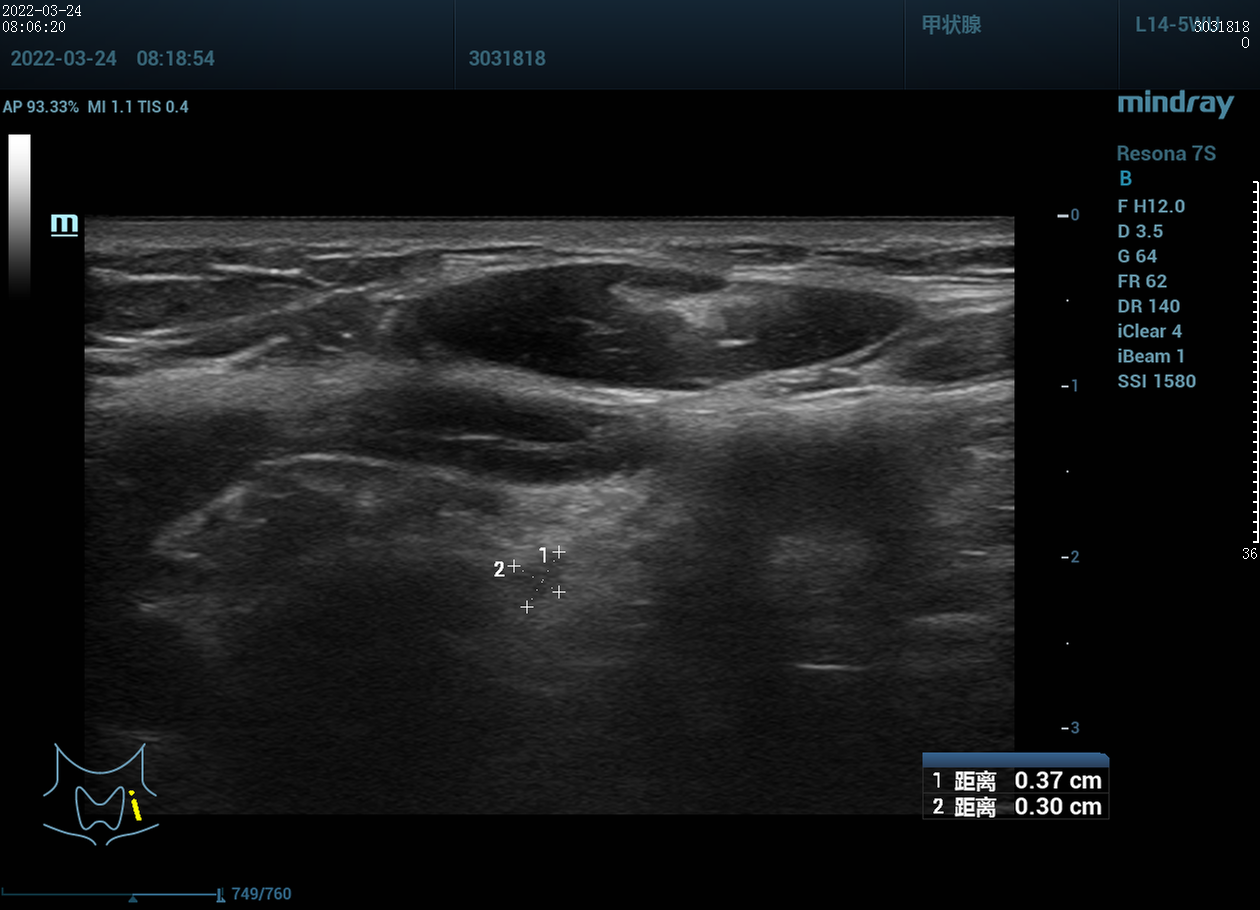 2022-03-24
08:06:20
甲状腺
3031818
0
2022-03-24 08:18:54
3031818
AP 93.33% MI 1.1 TIS 0.4
mindray
Resona 7S
B
F H12.0
D 3.5
G 64
FR 62
DR 140
iClear 4
iBeam 1
SSI 1580
m
0
1
2
3
36
1
2
1 距离 0.37 cm
2 距离 0.30 cm
749/760